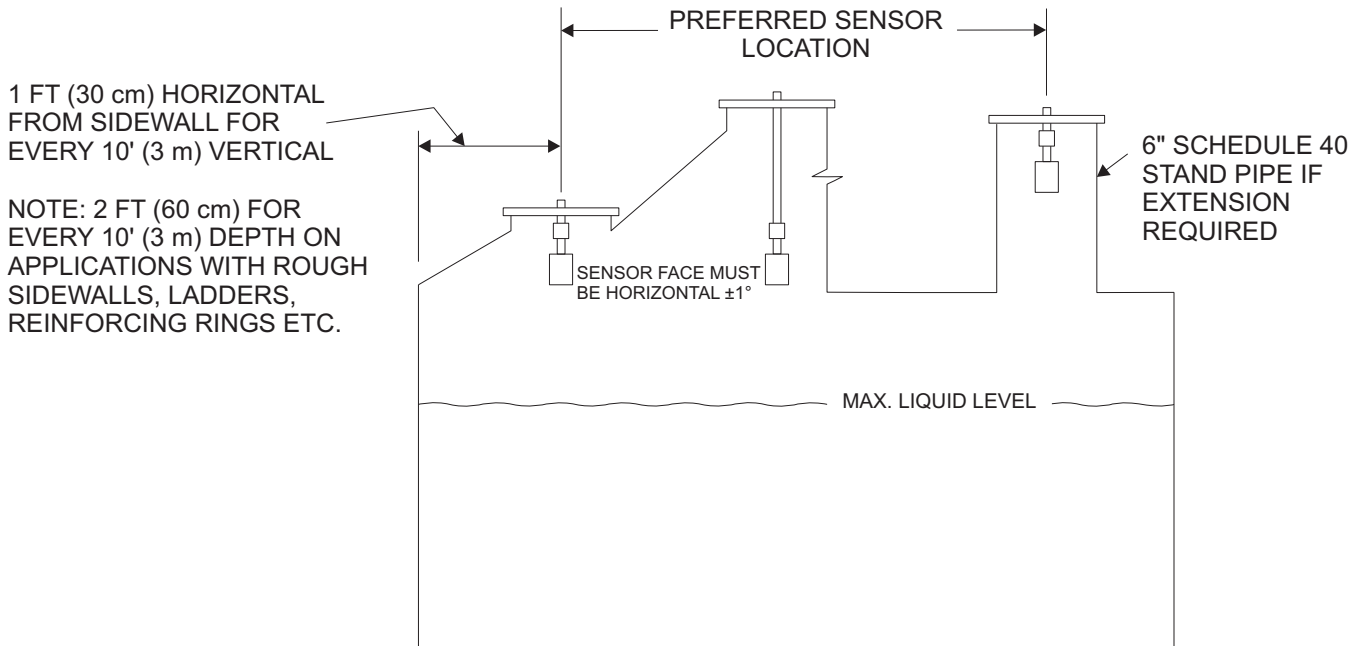 PREFERRED SENSOR
LOCATION
1 FT (30 cm) HORIZONTAL
FROM SIDEWALL FOR
EVERY 10' (3 m) VERTICAL
NOTE: 2 FT (60 cm) FOR
EVERY 10' (3 m) DEPTH ON
APPLICATIONS WITH ROUGH
SIDEWALLS, LADDERS,
REINFORCING RINGS ETC.
6" SCHEDULE 40
STAND PIPE IF
EXTENSION
REQUIRED
SENSOR FACE MUST
BE HORIZONTAL ±1°
MAX. LIQUID LEVEL